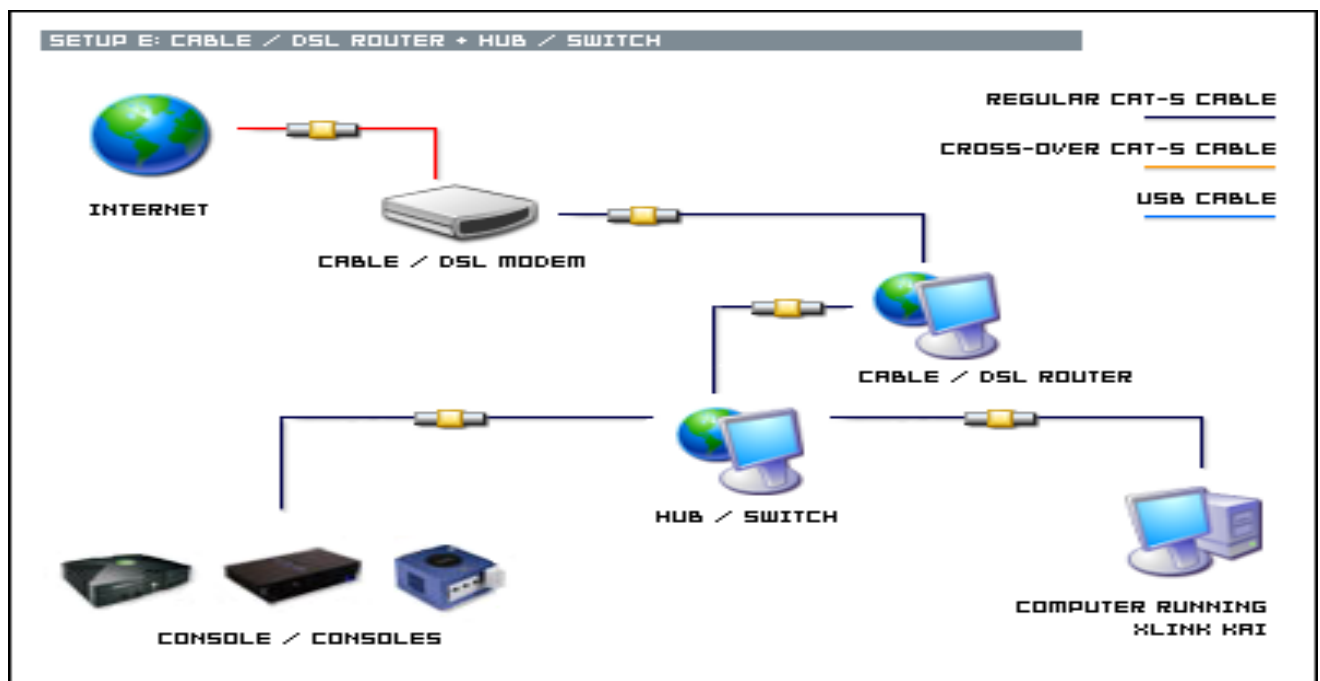 SETUP E: CABLE / DSL ROUTER + HUB / SWITCH
REGULAR CAT-5 CABLE
CROSS-OVER CAT-5 CABLE
USB CABLE
INTERNET
CABLE / DSL MODEM
CABLE / DSL ROUTER
HUB / SWITCH
COMPUTER RUNNING
XLINK KAI
CONSOLE / CONSOLES